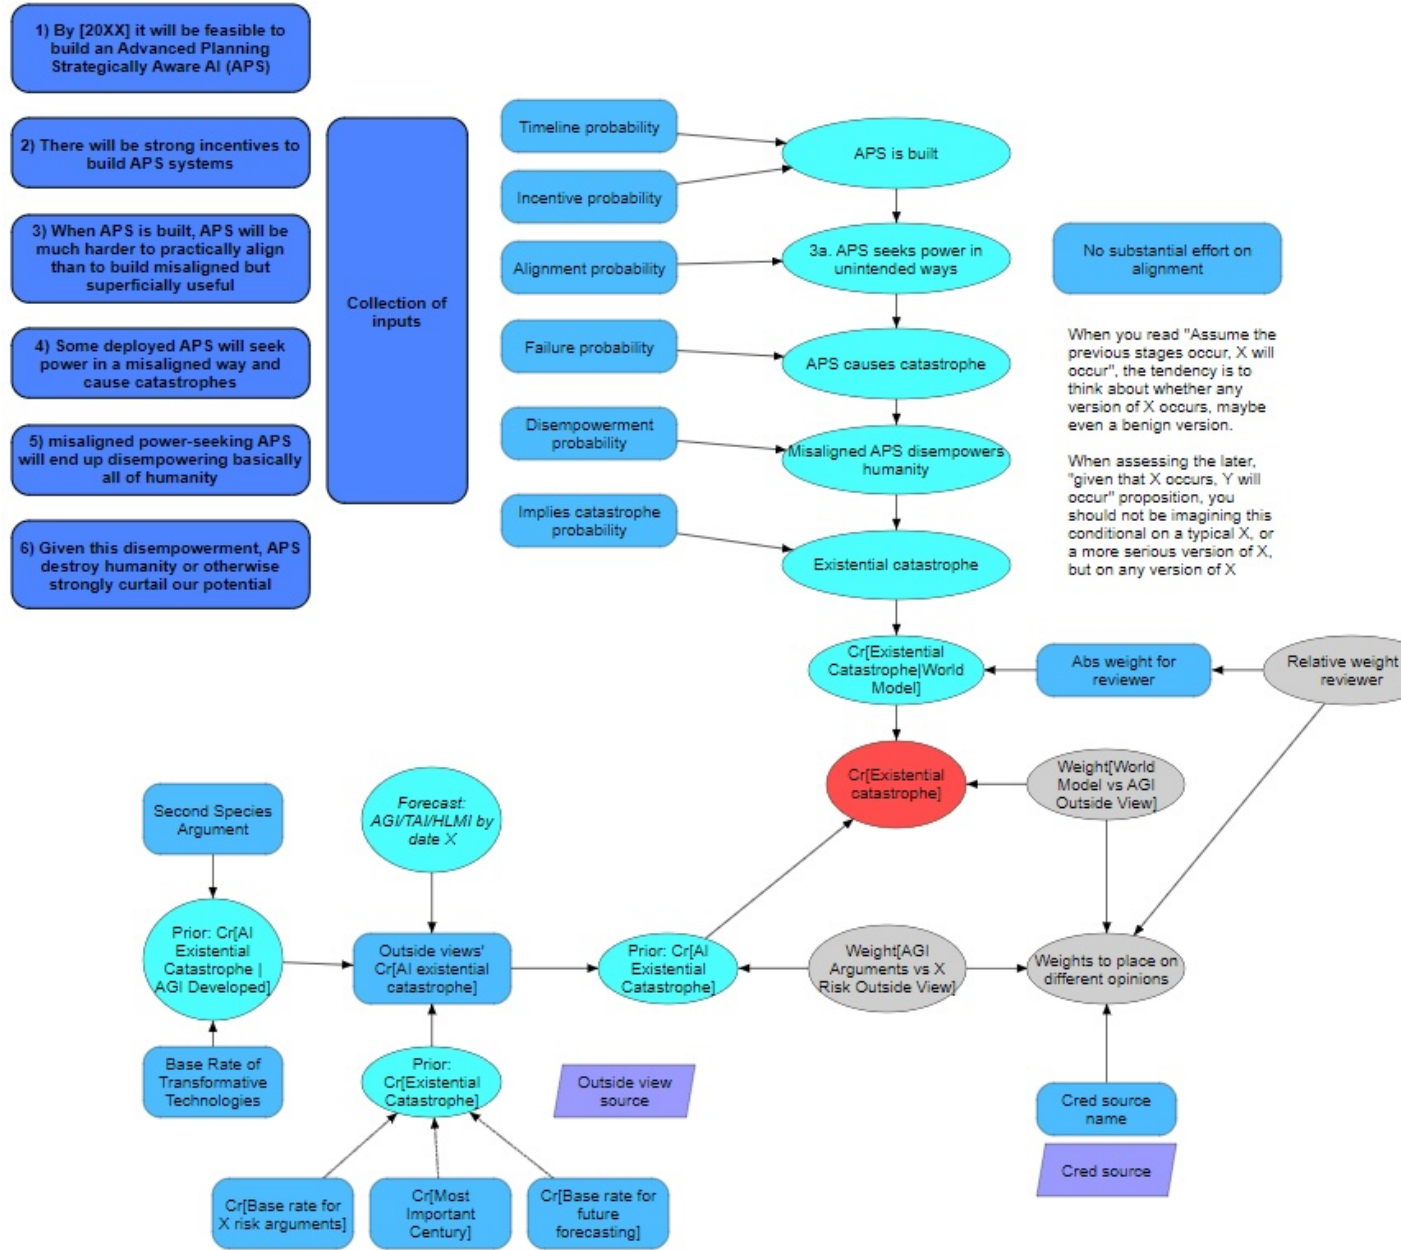 1) By [20XX] it will be feasible to
build an Advanced Planning
Strategically Aware AI (APS)
2) There will be strong incentives to
build APS systems
3) When APS is built, APS will be
much harder to practically align
than to build misaligned but
superficially useful
4) Some deployed APS will seek
power in a misaligned way and
cause catastrophes
5) misaligned power-seeking APS
will end up disempowering basically
all of humanity
6) Given this disempowerment, APS
destroy humanity or otherwise
strongly curtail our potential
Collection of
inputs
Timeline probability
Incentive probability
Alignment probability
Failure probability
Disempowerment
probability
Implies catastrophe
probability
APS is built
3a. APS seeks power in
unintended ways
APS causes catastrophe
Misaligned APS disempowers
humanity
Existential catastrophe
Cr[Existential
Catastrophe|World
Model]
Cr[Existential
catastrophe]
No substantial effort on
alignment
When you read "Assume the
previous stages occur, X will
occur", the tendency is to
think about whether any
version of X occurs, maybe
even a benign version.
When assessing the later,
"given that X occurs, Y will
occur" proposition, you
should not be imagining this
conditional on a typical X, or
a more serious version of X,
but on any version of X
Abs weight for
reviewer
Relative weight
reviewer
Weight[World
Model vs AGI
Outside View]
Second Species
Argument
Forecast:
AGI/TAI/HLMI by
date X
Prior: Cr[AI
Existential
Catastrophe |
AGI Developed]
Outside views'
Cr[AI existential
catastrophe]
Prior: Cr[AI
Existential
Catastrophe]
Weight[AGI
Arguments vs X
Risk Outside View]
Weights to place on
different opinions
Base Rate of
Transformative
Technologies
Prior:
Cr[Existential
Catastrophe]
Outside view
source
Cred source
name
Cred source
Cr[Base rate for
X risk arguments]
Cr[Most
Important
Century]
Cr[Base rate for
future
forecasting]